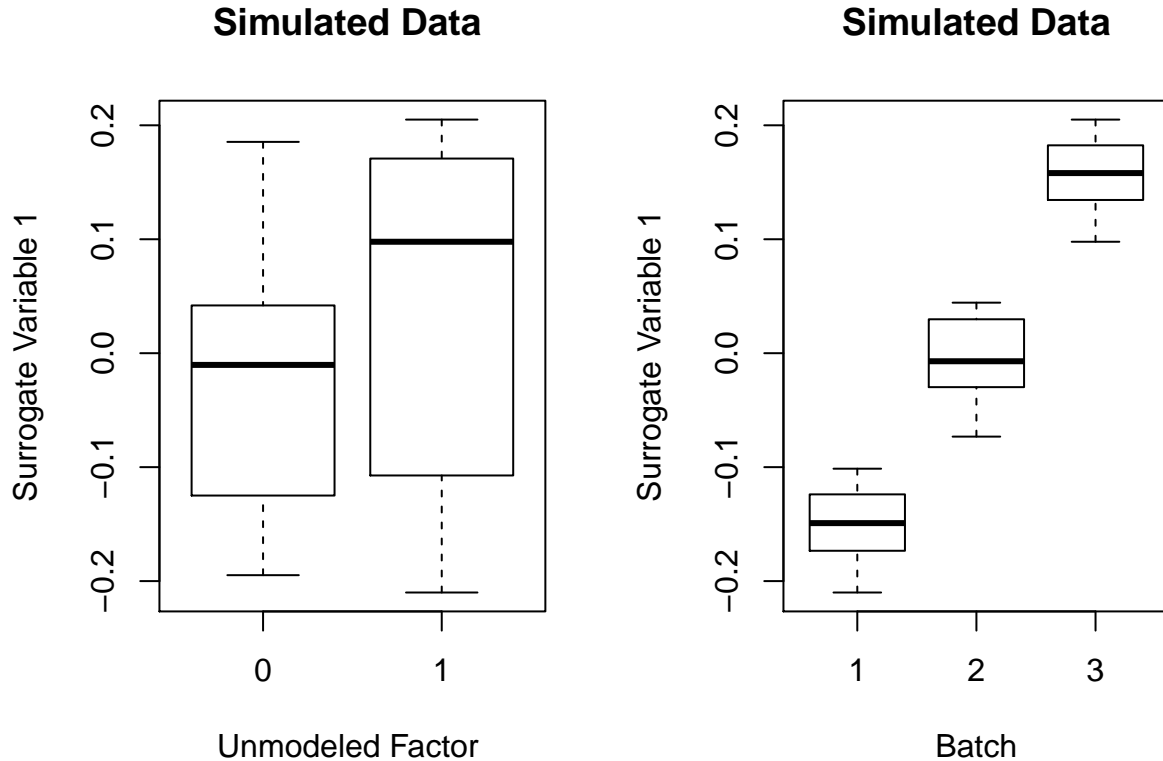 Simulated Data
Surrogate Variable 1
0.2
0.1
0.0
−0.1
−0.2
0 1
Unmodeled Factor
Simulated Data
Surrogate Variable 1
0.2
0.1
0.0
−0.1
−0.2
1 2 3
Batch